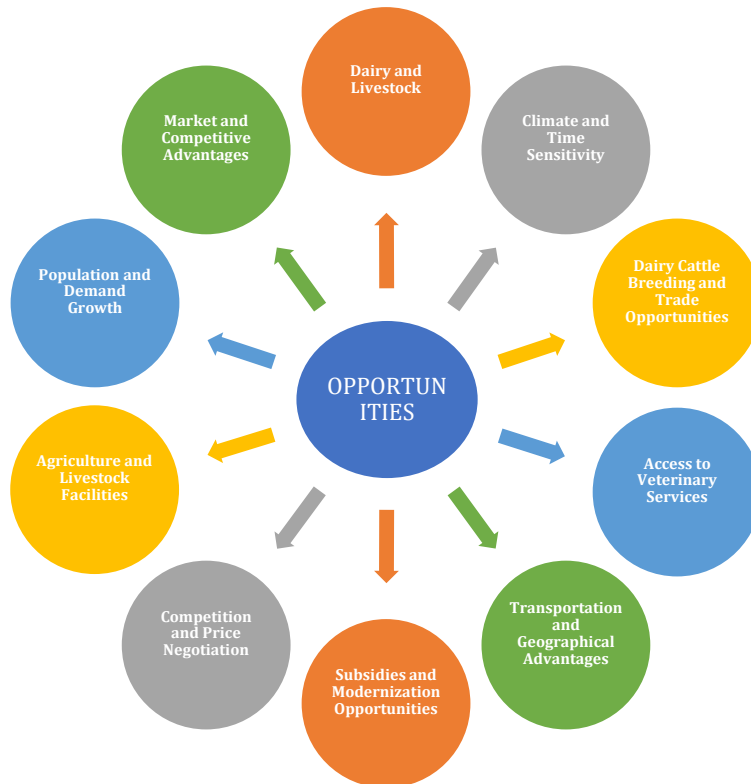 Dairy and
Livestock
Climate and
Time
Sensitivity
Dairy Cattle
Breeding and
Trade
Opportunities
Access to
Veterinary
Services
Transportation
and
Geographical
Advantages
Subsidies and
Modernization
Opportunities
Competition
and Price
Negotiation
Agriculture and
Livestock
Facilities
Population and
Demand
Growth
Market and
Competitive
Advantages
OPPORTUN
ITIES